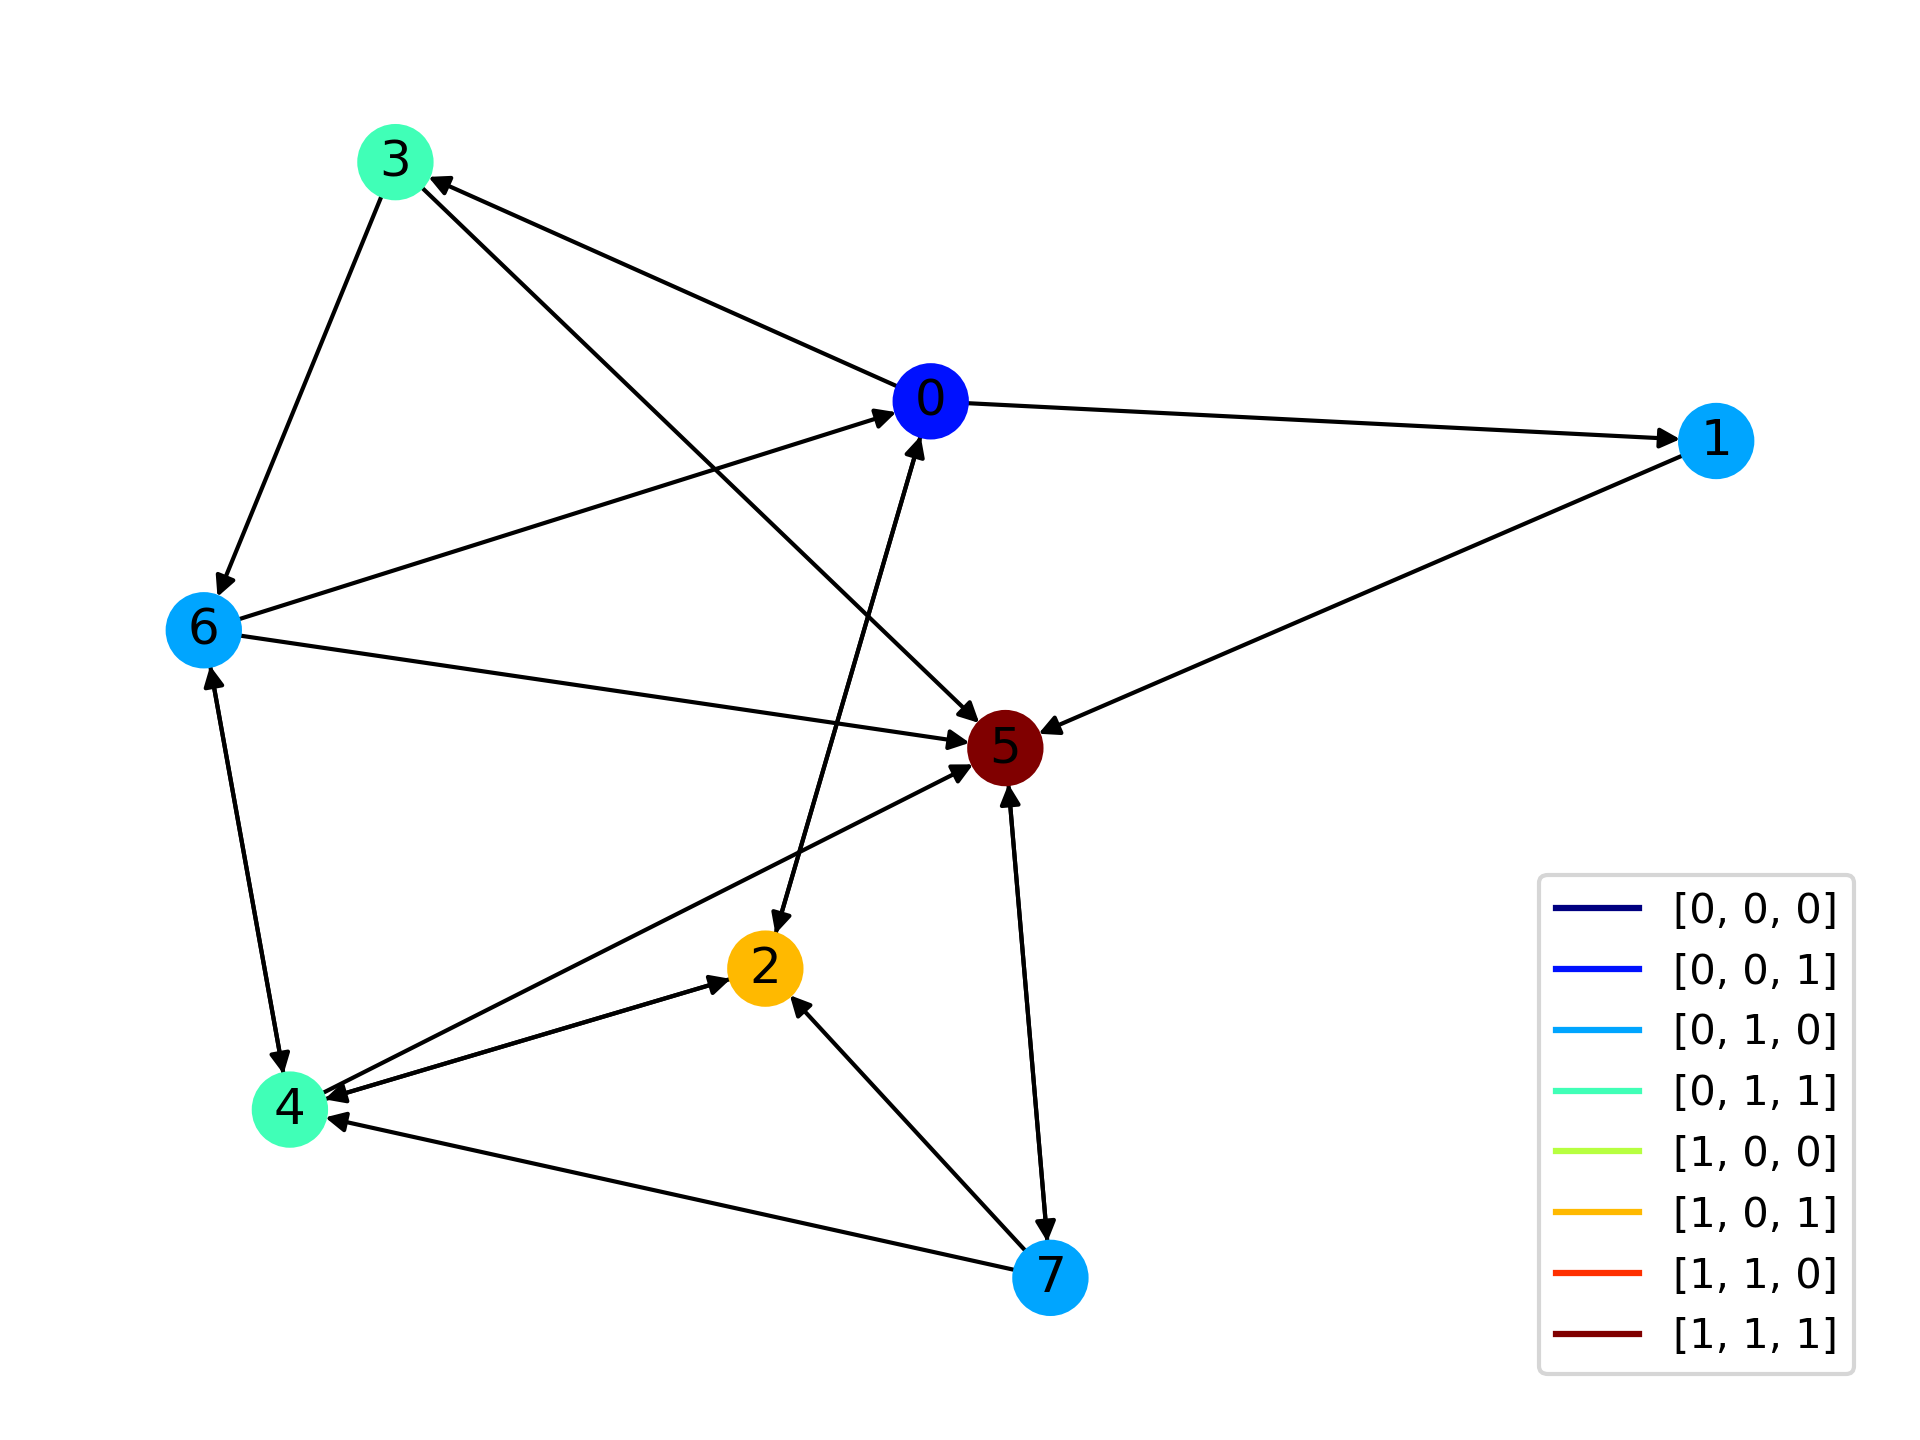 3
0
1
6
5
2
4
7
[0, 0, 0]
[0, 0, 1]
[0, 1, 0]
[0, 1, 1]
[1, 0, 0]
[1, 0, 1]
[1, 1, 0]
[1, 1, 1]